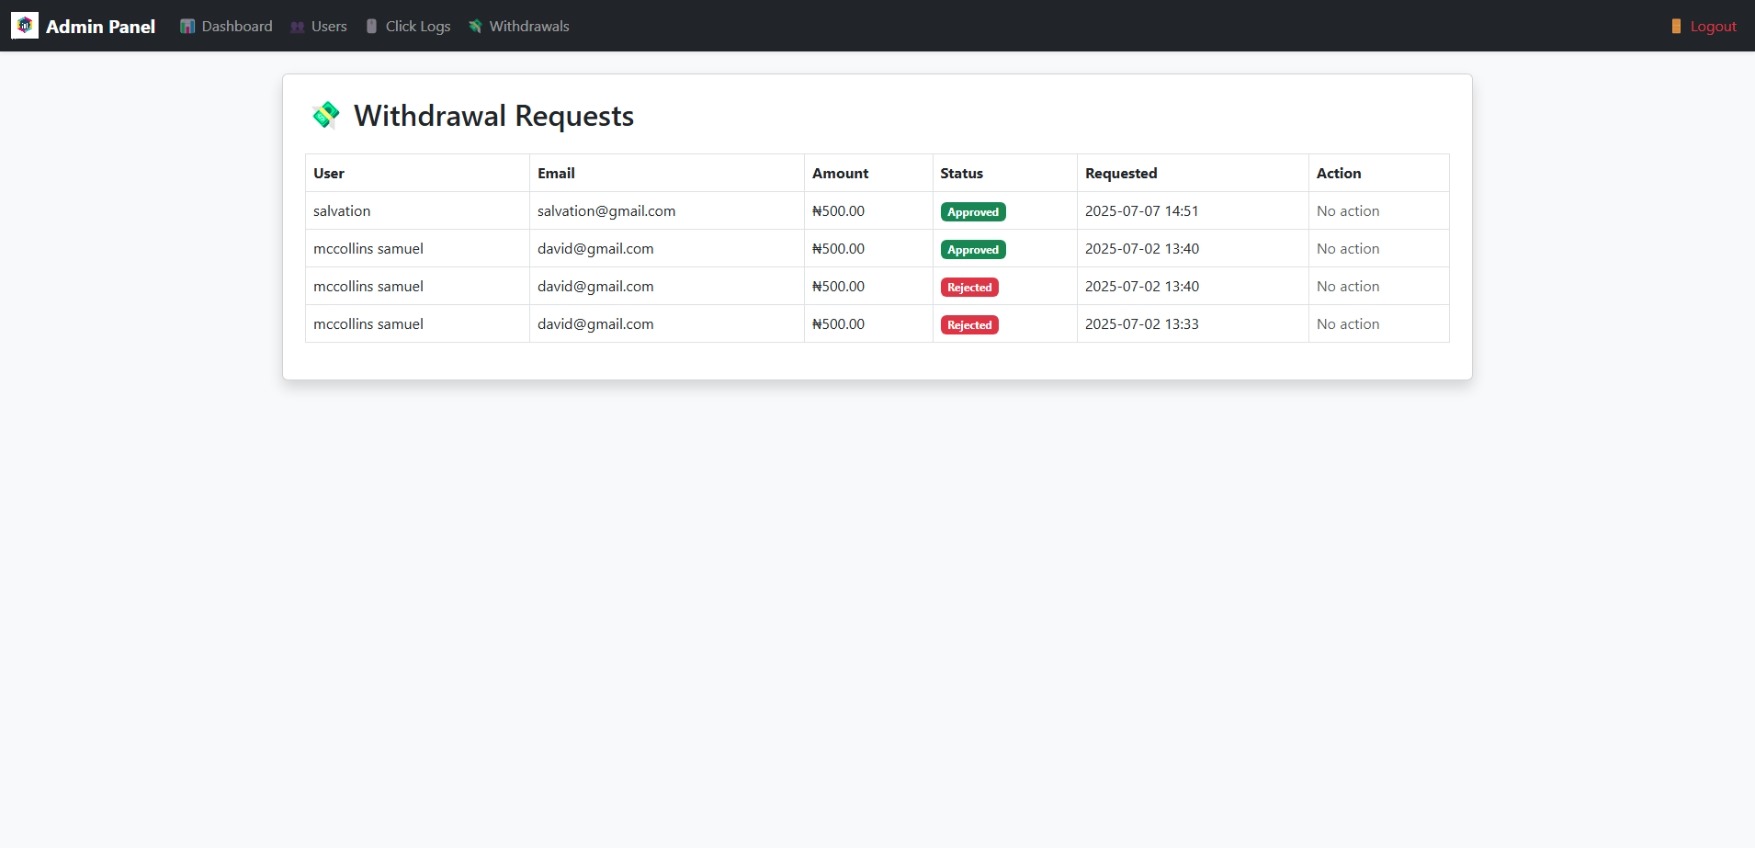 Admin Panel Dashboard Users Click Logs Withdrawals Logout
Withdrawal Requests
User Email Amount Status Requested Action
salvation salvation@gmail.com ₦500.00 Approved 2025-07-07 14:51 No action
mccollins samuel david@gmail.com ₦500.00 Approved 2025-07-02 13:40 No action
mccollins samuel david@gmail.com ₦500.00 Rejected 2025-07-02 13:40 No action
mccollins samuel david@gmail.com ₦500.00 Rejected 2025-07-02 13:33 No action